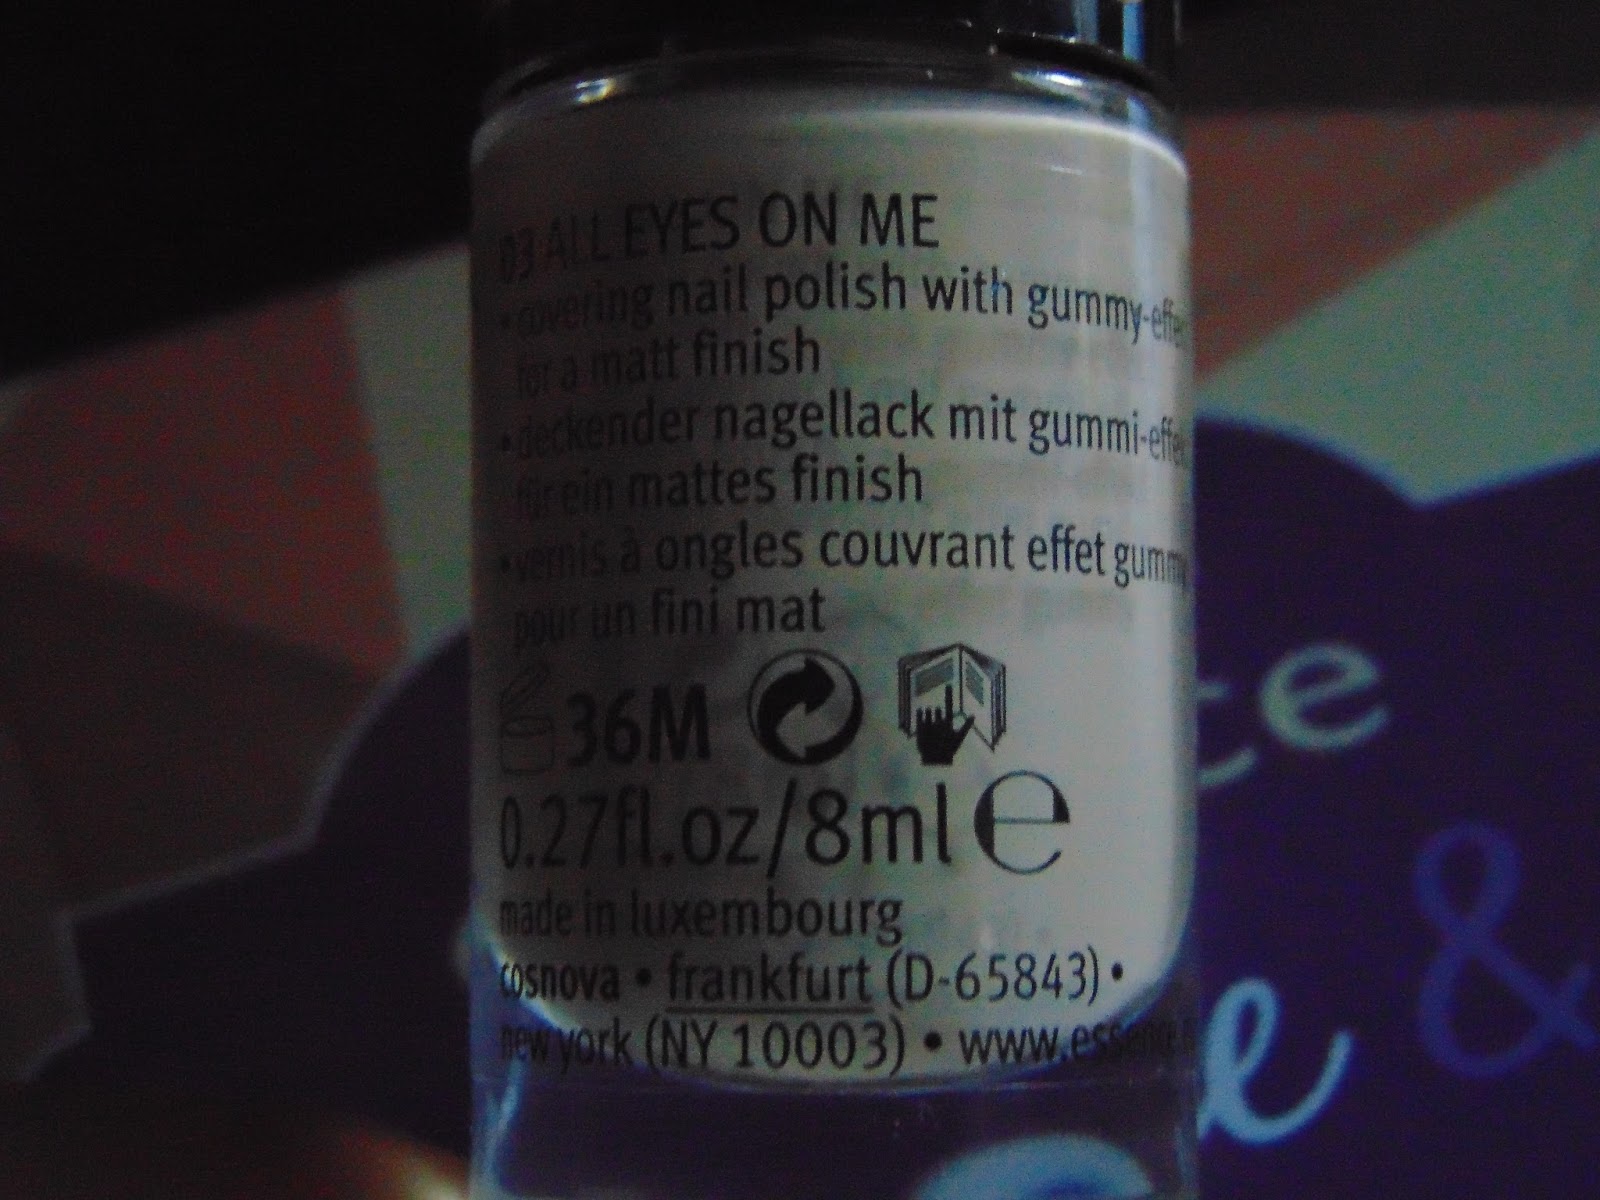 03 ALL EYES ON ME
• covering nail polish with gummy-effect
for a matt finish
• deckender nagellack mit gummi-effekt
für ein mattes finish
• vernis à ongles couvrant effet gummy
pour un fini mat
36M
0.27fl.oz/8ml e
made in luxembourg
cosnova • frankfurt (D-65843) •
new york (NY 10003) • www.essence
te
&
e